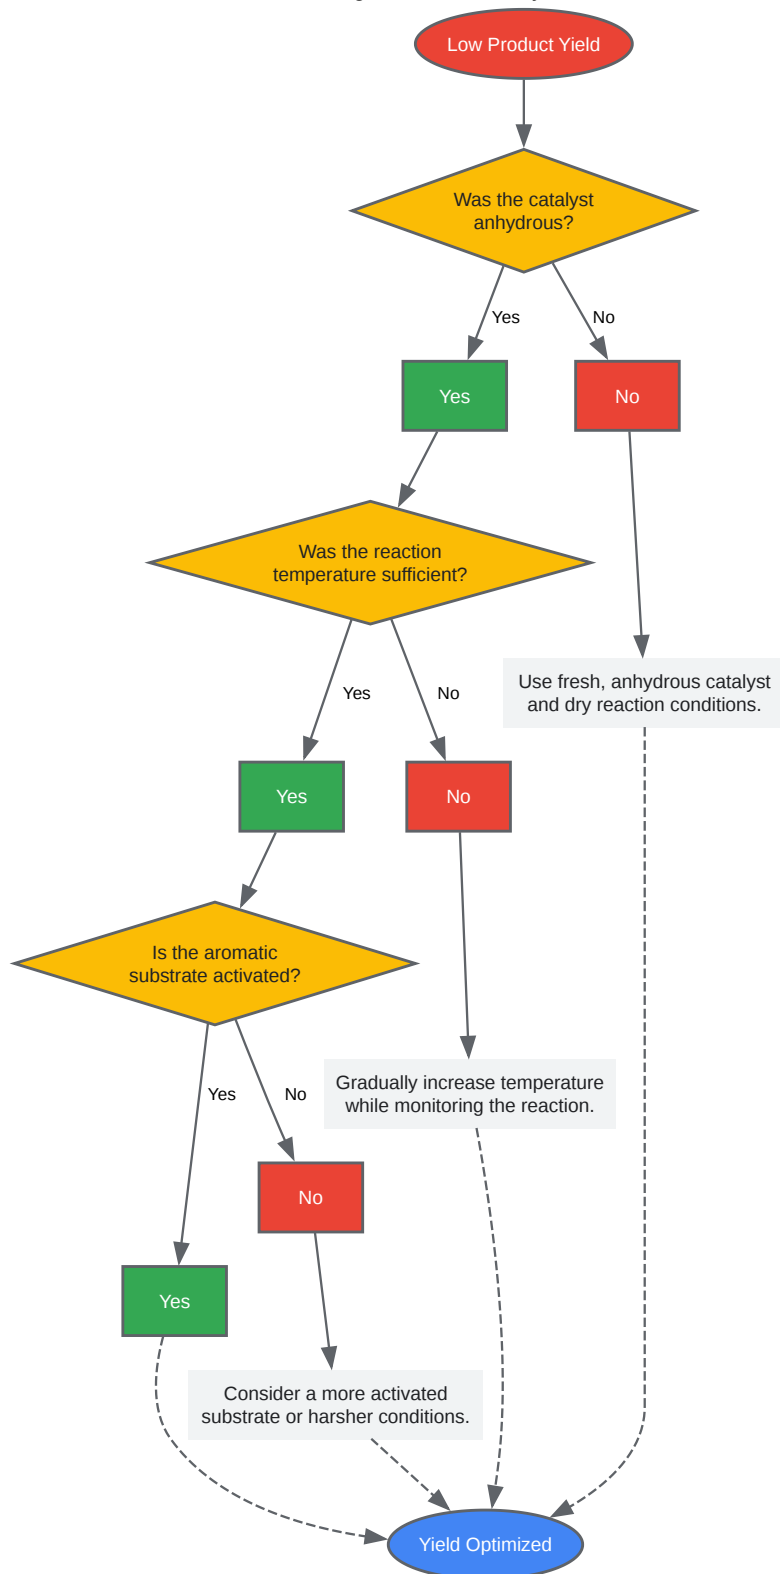 Low Product Yield
Was the catalyst
anhydrous?
Yes
No
Yes
No
Was the reaction
temperature sufficient?
Use fresh, anhydrous catalyst
and dry reaction conditions.
Yes
No
Yes
No
Is the aromatic
substrate activated?
Gradually increase temperature
while monitoring the reaction.
Yes
No
No
Yes
Consider a more activated
substrate or harsher conditions.
Yield Optimized